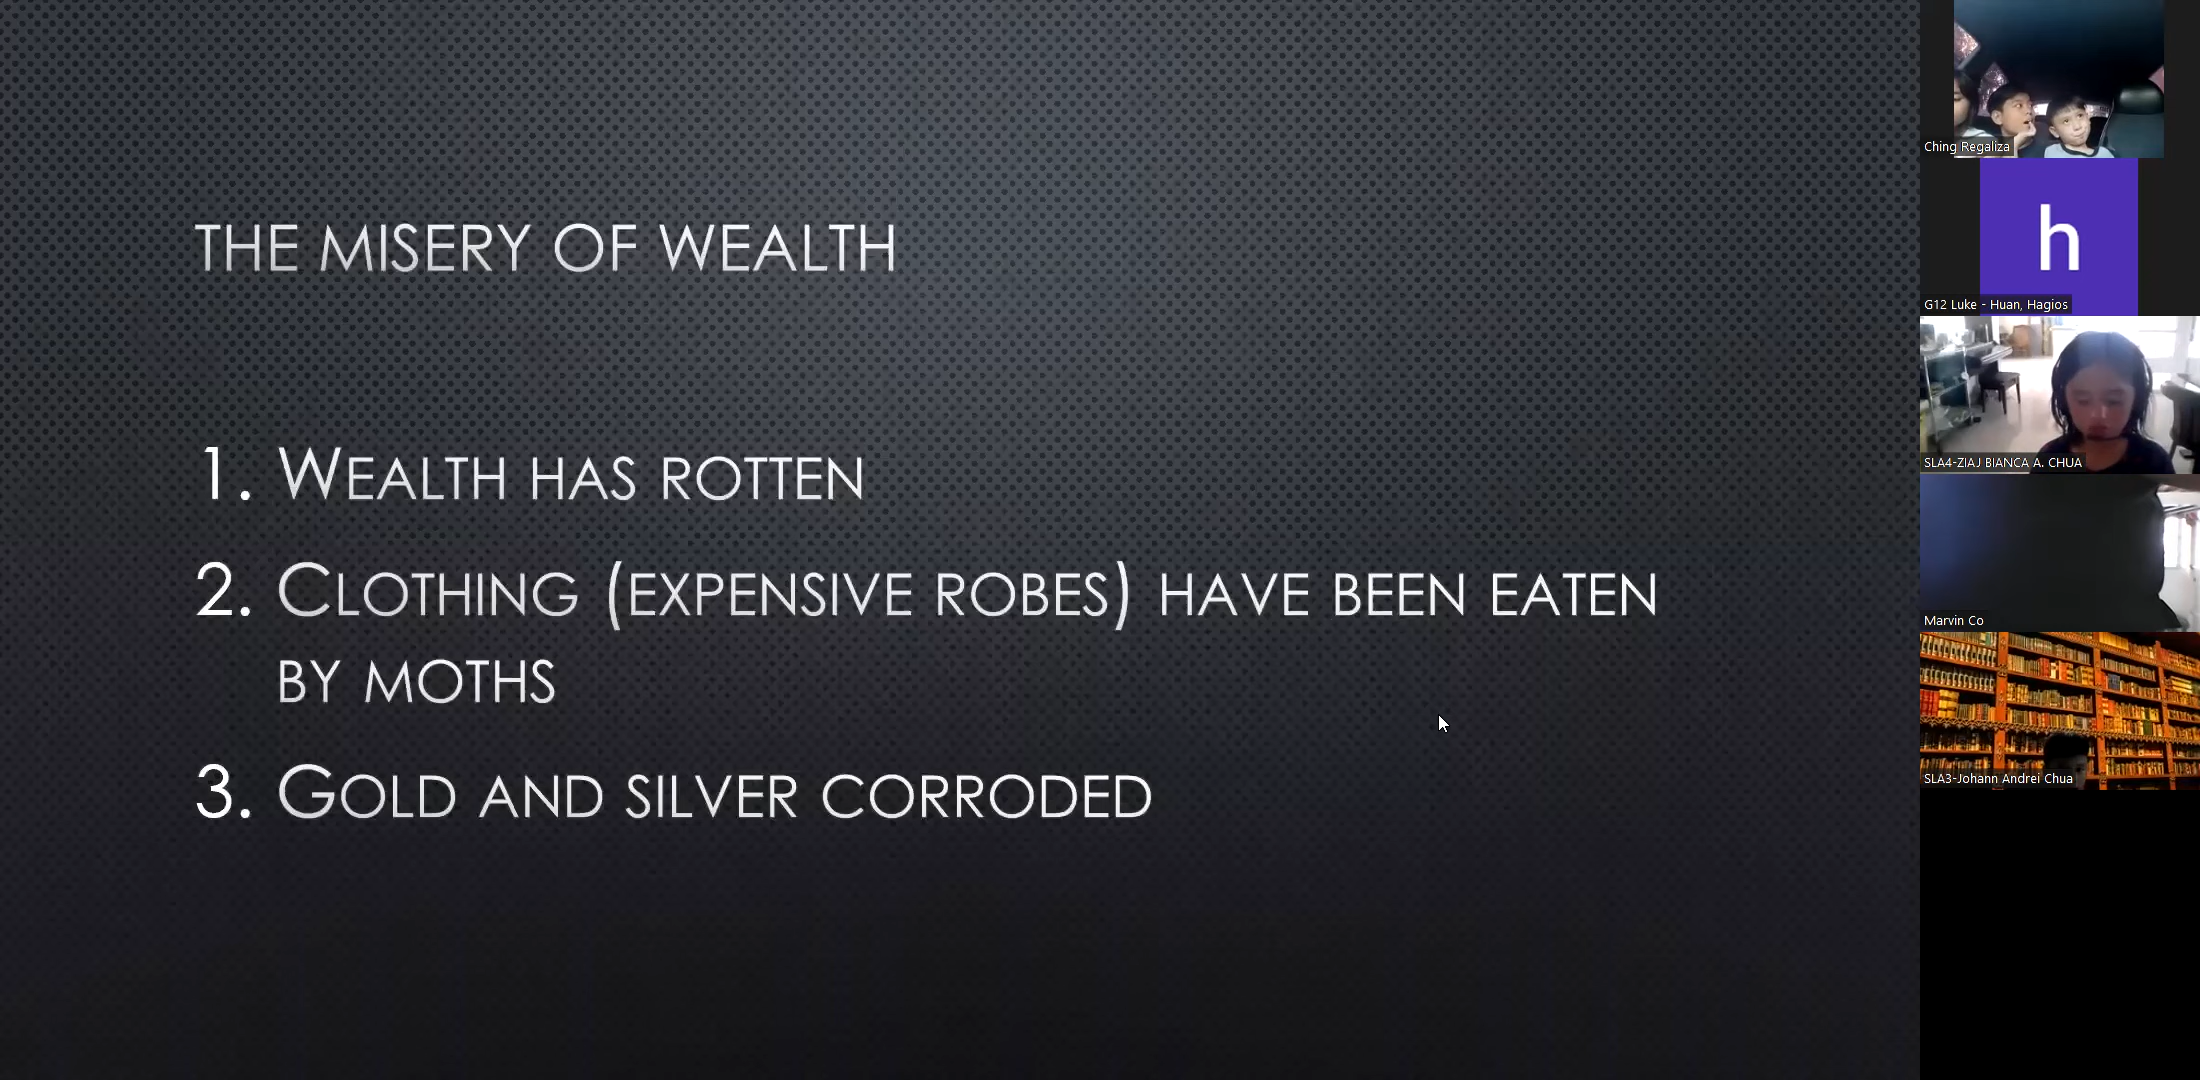 THE MISERY OF WEALTH
1. WEALTH HAS ROTTEN
2. CLOTHING (EXPENSIVE ROBES) HAVE BEEN EATEN
BY MOTHS
3. GOLD AND SILVER CORRODED
Ching Regaliza
h
G12 Luke - Huan, Hagios
SLA4-ZIAJ BIANCA A. CHUA
Marvin Co
SLA3-Johann Andrei Chua